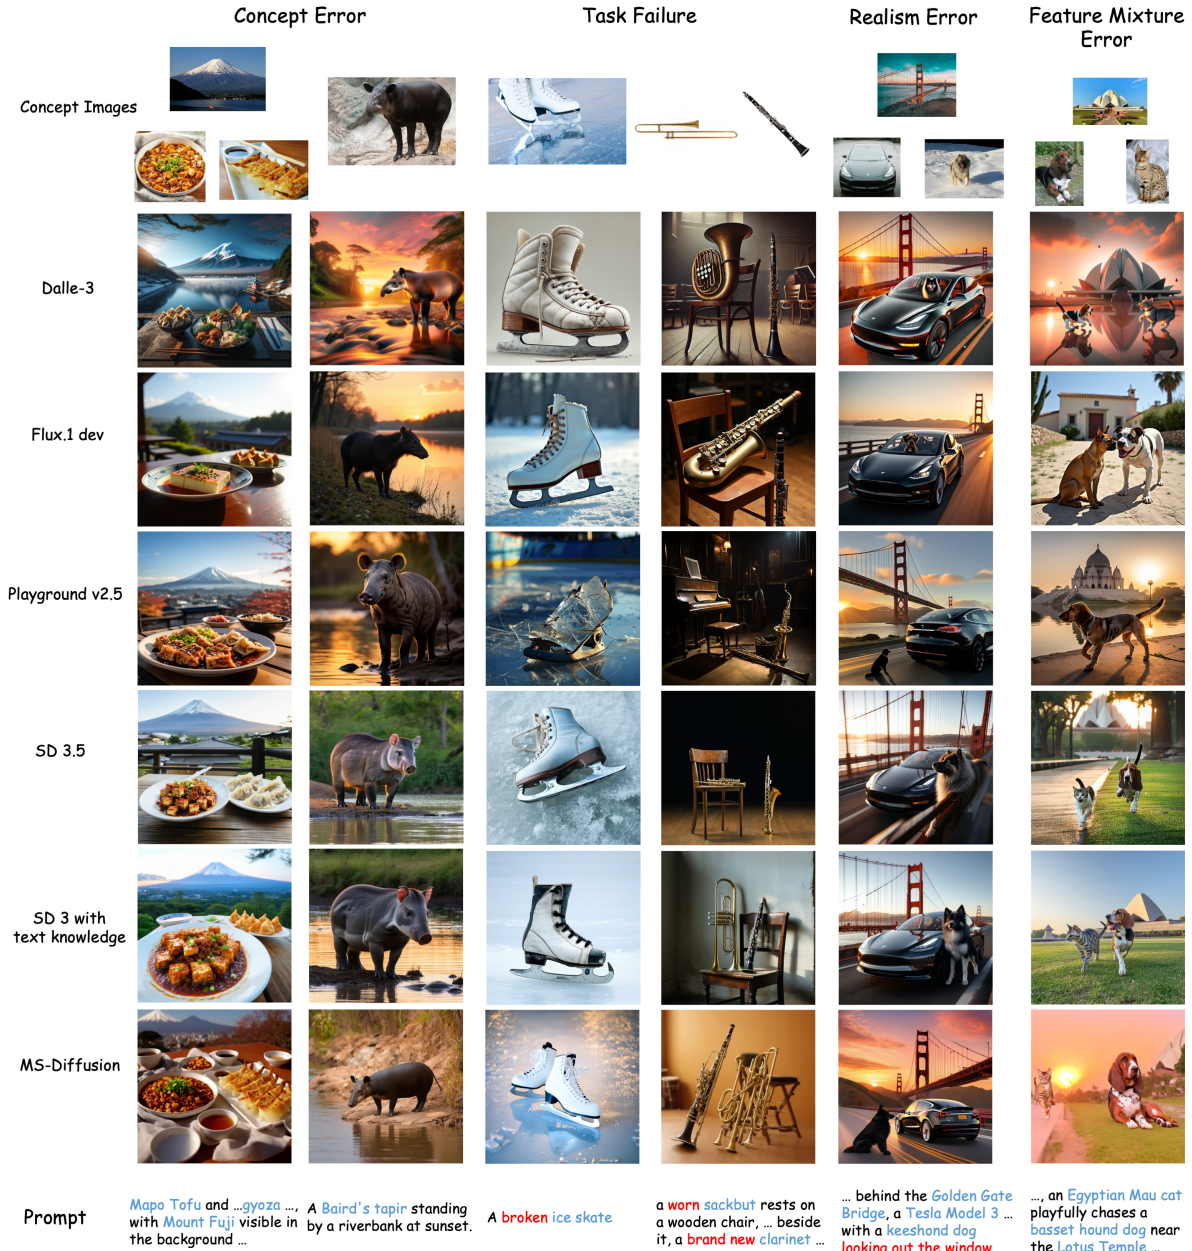 Concept Error
Task Failure
Realism Error
Feature Mixture
Error
Concept Images
Dalle-3
Flux.1 dev
Playground v2.5
SD 3.5
SD 3 with
text knowledge
MS-Diffusion
Prompt
Mapo Tofu and ...gyoza ...,
with Mount Fuji visible in
the background ...
A Baird's tapir standing
by a riverbank at sunset.
A broken ice skate
a worn sackbut rests on
a wooden chair, ... beside
it, a brand new clarinet ...
... behind the Golden Gate
Bridge, a Tesla Model 3 ...
with a keeshond dog
looking out the window
..., an Egyptian Mau cat
playfully chases a
basset hound dog near
the Lotus Temple ...